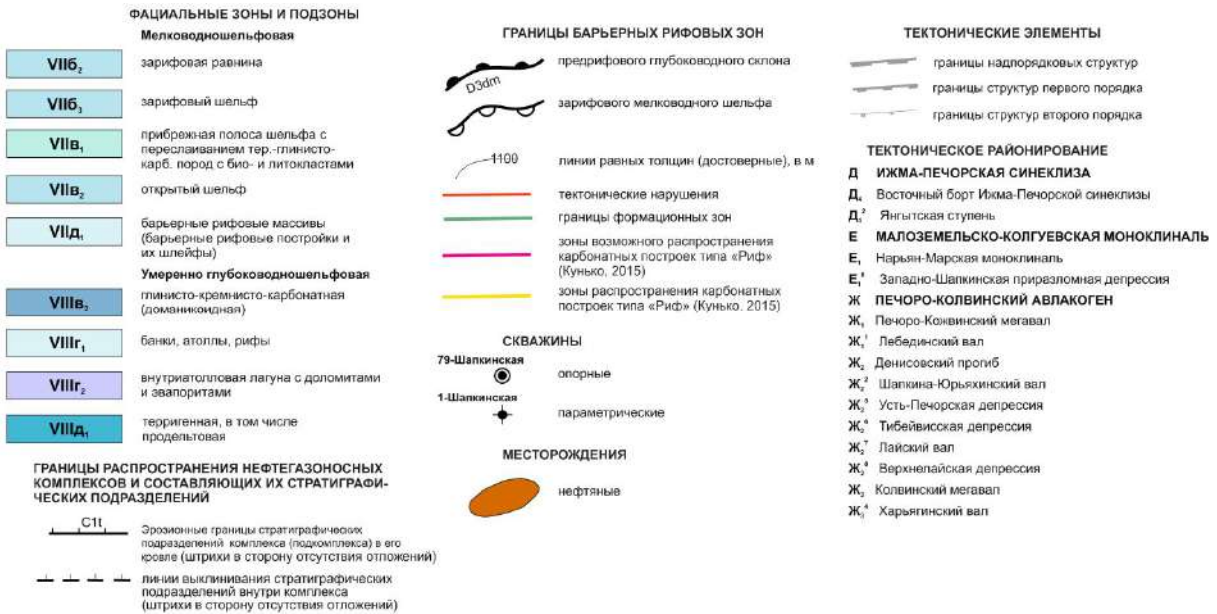 ФАЦИАЛЬНЫЕ ЗОНЫ И ПОДЗОНЫ
Мелководношельфовая
VIIб₂ зарифовая равнина
VIIб₃ зарифовый шельф
VIIв₁ прибрежная полоса шельфа с
переслаиванием тер.-глинисто-
карб. пород с био- и литокластами
VIIв₂ открытый шельф
VIIд₁ барьерные рифовые массивы
(барьерные рифовые постройки и
их шлейфы)
Умеренно глубоководношельфовая
VIIIв₃ глинисто-кремнисто-карбонатная
(доманикоидная)
VIIIг₁ банки, атоллы, рифы
VIIIг₂ внутриатолловая лагуна с доломитами
и эвапоритами
VIIIд₁ терригенная, в том числе
продельтовая
ГРАНИЦЫ РАСПРОСТРАНЕНИЯ НЕФТЕГАЗОНОСНЫХ
КОМПЛЕКСОВ И СОСТАВЛЯЮЩИХ ИХ СТРАТИГРАФИ-
ЧЕСКИХ ПОДРАЗДЕЛЕНИЙ
C1t Эрозионные границы стратиграфических
подразделений комплекса (подкомплекса) в его
кровле (штрихи в сторону отсутствия отложений)
линии выклинивания стратиграфических
подразделений внутри комплекса
(штрихи в сторону отсутствия отложений)
ГРАНИЦЫ БАРЬЕРНЫХ РИФОВЫХ ЗОН
предрифового глубоководного склона
D3dm
зарифового мелководного шельфа
1100 линии равных толщин (достоверные), в м
тектонические нарушения
границы формационных зон
зоны возможного распространения
карбонатных построек типа «Риф»
(Кунько, 2015)
зоны распространения карбонатных
построек типа «Риф» (Кунько, 2015)
СКВАЖИНЫ
79-Шапкинская
опорные
1-Шапкинская
параметрические
МЕСТОРОЖДЕНИЯ
нефтяные
ТЕКТОНИЧЕСКИЕ ЭЛЕМЕНТЫ
границы надпорядковых структур
границы структур первого порядка
границы структур второго порядка
ТЕКТОНИЧЕСКОЕ РАЙОНИРОВАНИЕ
Д ИЖМА-ПЕЧОРСКАЯ СИНЕКЛИЗА
Восточный борт Ижма-Печорской синеклизы
Янгытская ступень
Е МАЛОЗЕМЕЛЬСКО-КОЛГУЕВСКАЯ МОНОКЛИНАЛЬ
Е₁ Нарьян-Марская моноклиналь
Западно-Шапкинская приразломная депрессия
Ж ПЕЧОРО-КОЛВИНСКИЙ АВЛАКОГЕН
Ж₁ Печоро-Кожвинский мегавал
Ж₁¹ Лебединский вал
Ж₂ Денисовский прогиб
Ж₂² Шапкина-Юрьяхинский вал
Усть-Печорская депрессия
Тибейвисская депрессия
Ж₂⁷ Лайский вал
Верхнелайская депрессия
Ж₃ Колвинский мегавал
Ж₃⁴ Харьягинский вал